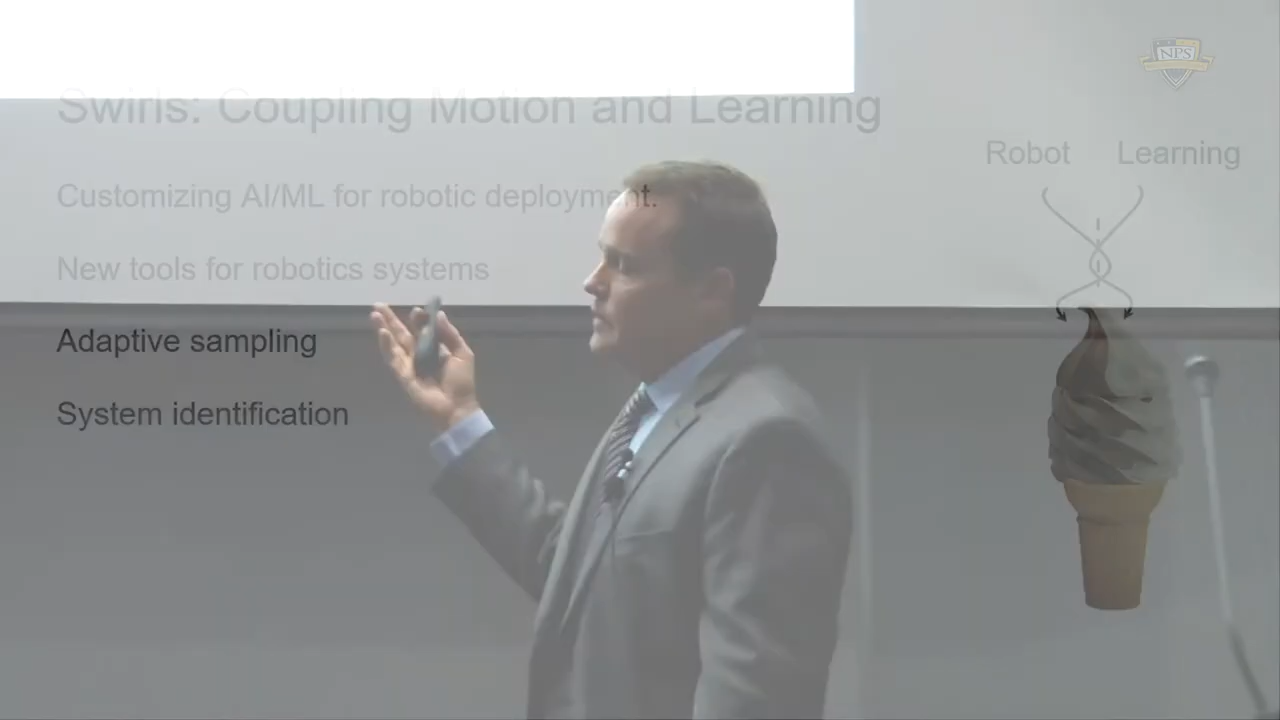 NPS
Swirls: Coupling Motion and Learning
Robot Learning
Customizing AI/ML for robotic deployment.
New tools for robotics systems
Adaptive sampling
System identification